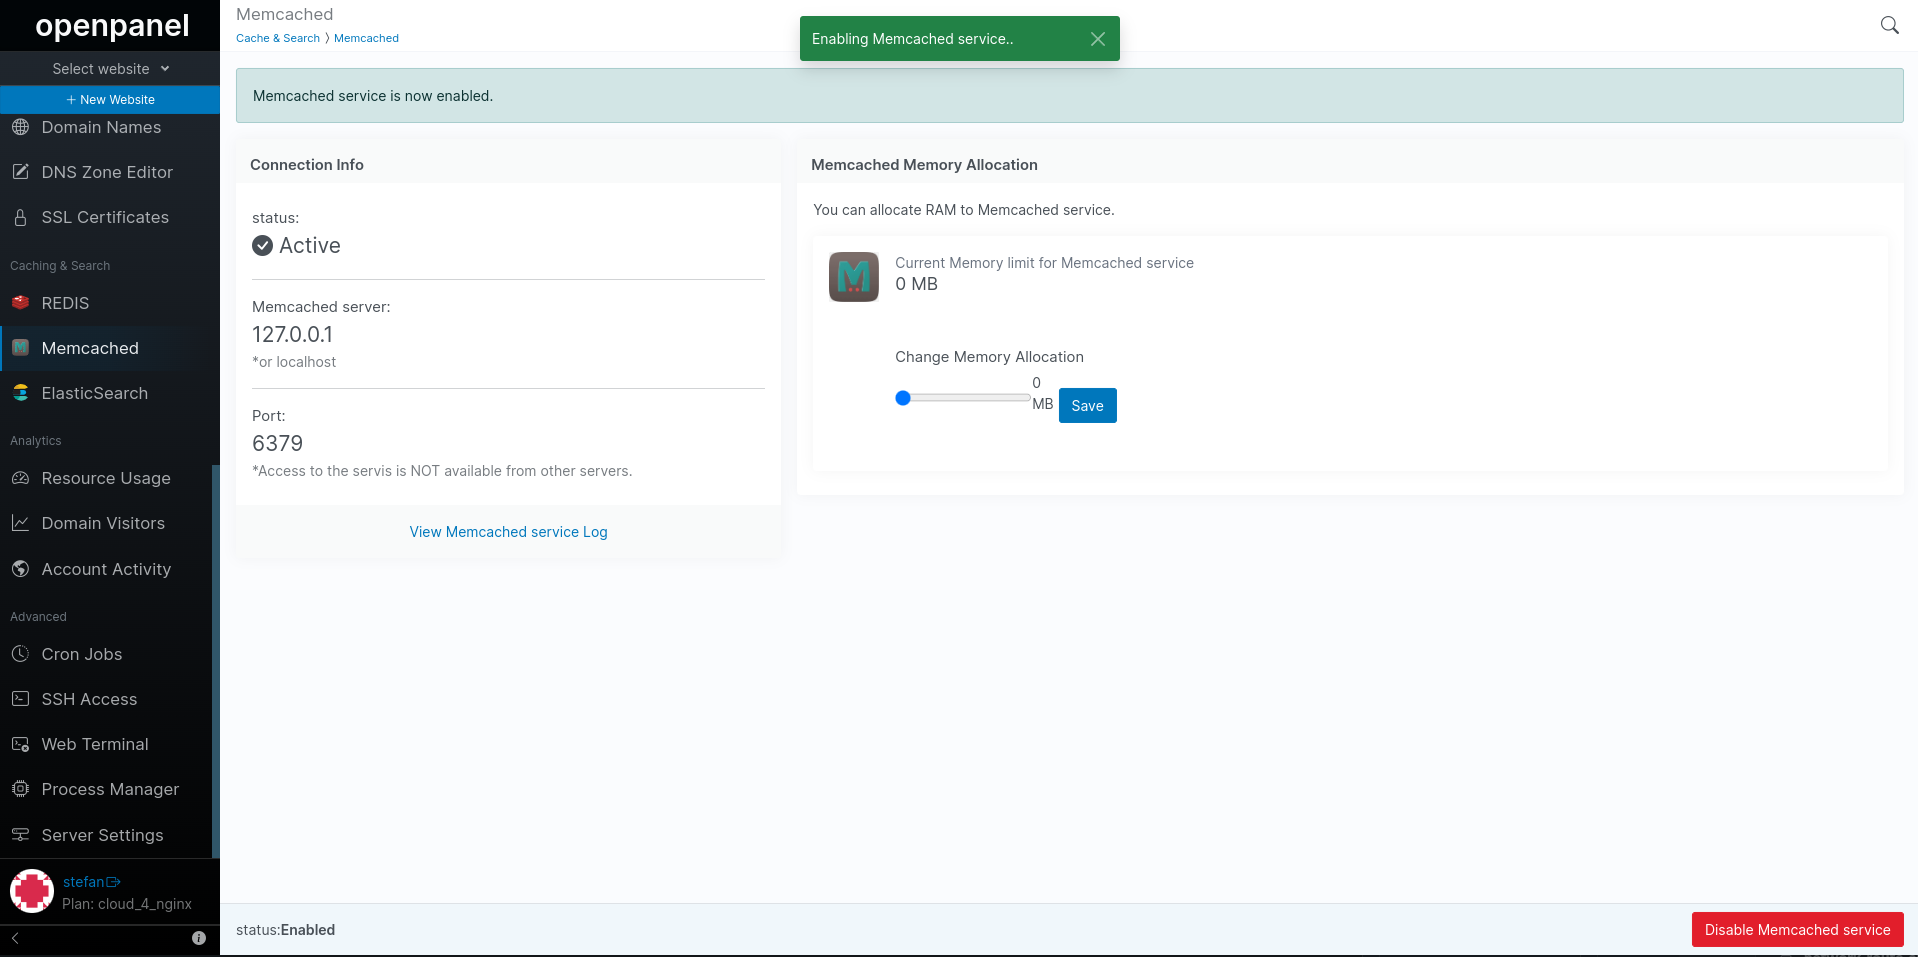 openpanel
Select website
+ New Website
Domain Names
DNS Zone Editor
SSL Certificates
Caching & Search
REDIS
Memcached
ElasticSearch
Analytics
Resource Usage
Domain Visitors
Account Activity
Advanced
Cron Jobs
SSH Access
Web Terminal
Process Manager
Server Settings
stefan
Plan: cloud_4_nginx
Memcached
Cache & Search 〉 Memcached
Enabling Memcached service..
Memcached service is now enabled.
Connection Info
status:
Active
Memcached server:
127.0.0.1
*or localhost
Port:
6379
*Access to the servis is NOT available from other servers.
View Memcached service Log
Memcached Memory Allocation
You can allocate RAM to Memcached service.
Current Memory limit for Memcached service
0 MB
Change Memory Allocation
0
MB
Save
status:Enabled
Disable Memcached service